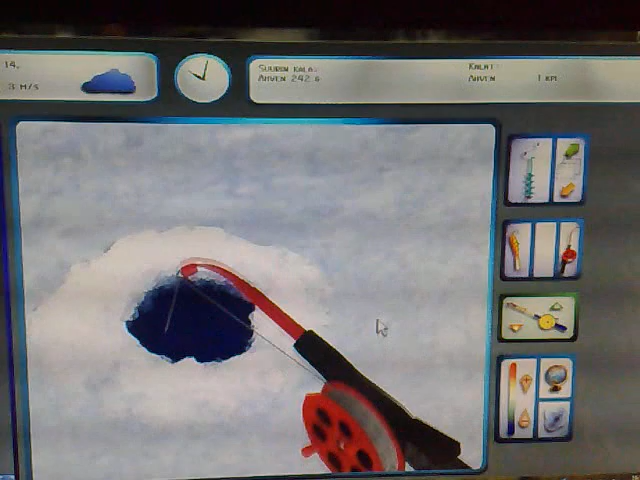 14.
3 M/S
SUURIN KALA:
AHVEN 242 G
KALAT:
AHVEN 1 KPL